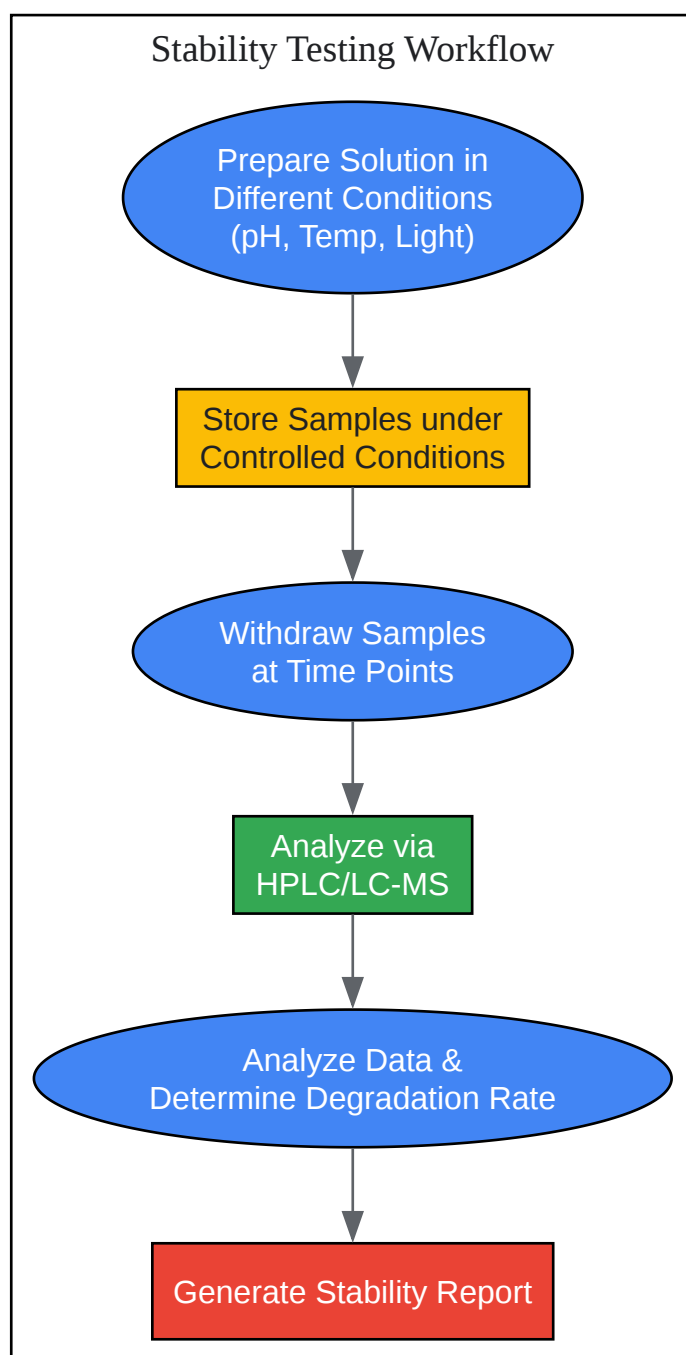 Stability Testing Workflow
Prepare Solution in
Different Conditions
(pH, Temp, Light)
Store Samples under
Controlled Conditions
Withdraw Samples
at Time Points
Analyze via
HPLC/LC-MS
Analyze Data &
Determine Degradation Rate
Generate Stability Report